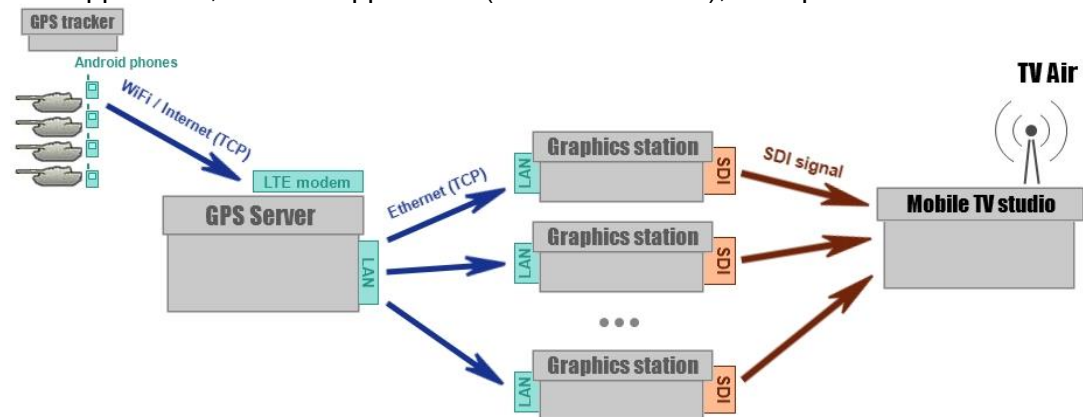 GPS tracker
Android phones
WiFi / Internet (TCP)
LTE modem
GPS Server
LAN
Ethernet (TCP)
LAN
Graphics station
SDI
SDI signal
LAN
Graphics station
SDI
LAN
Graphics station
SDI
TV Air
Mobile TV studio